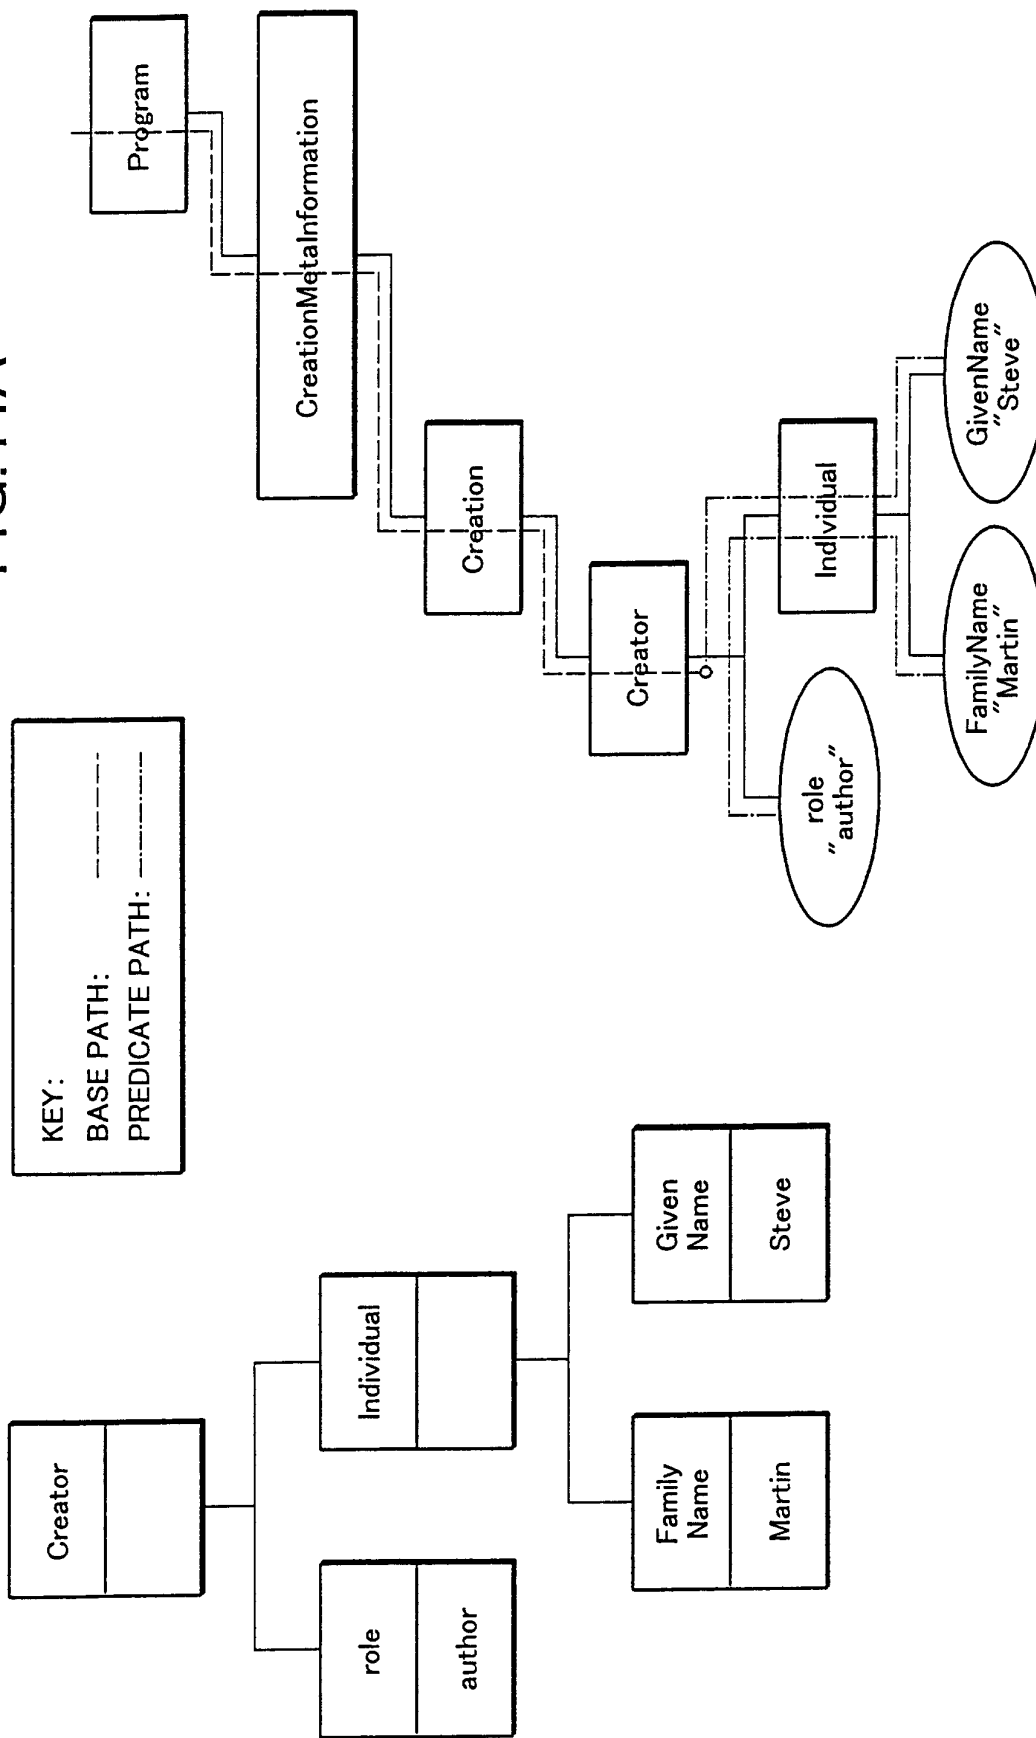 KEY:
BASE PATH:
PREDICATE PATH:
Creator
role
author
Individual
Family
Name
Martin
Given
Name
Steve
Program
CreationMetaInformation
Creation
Creator
role
"author"
Individual
FamilyName
"Martin"
GivenName
"Steve"